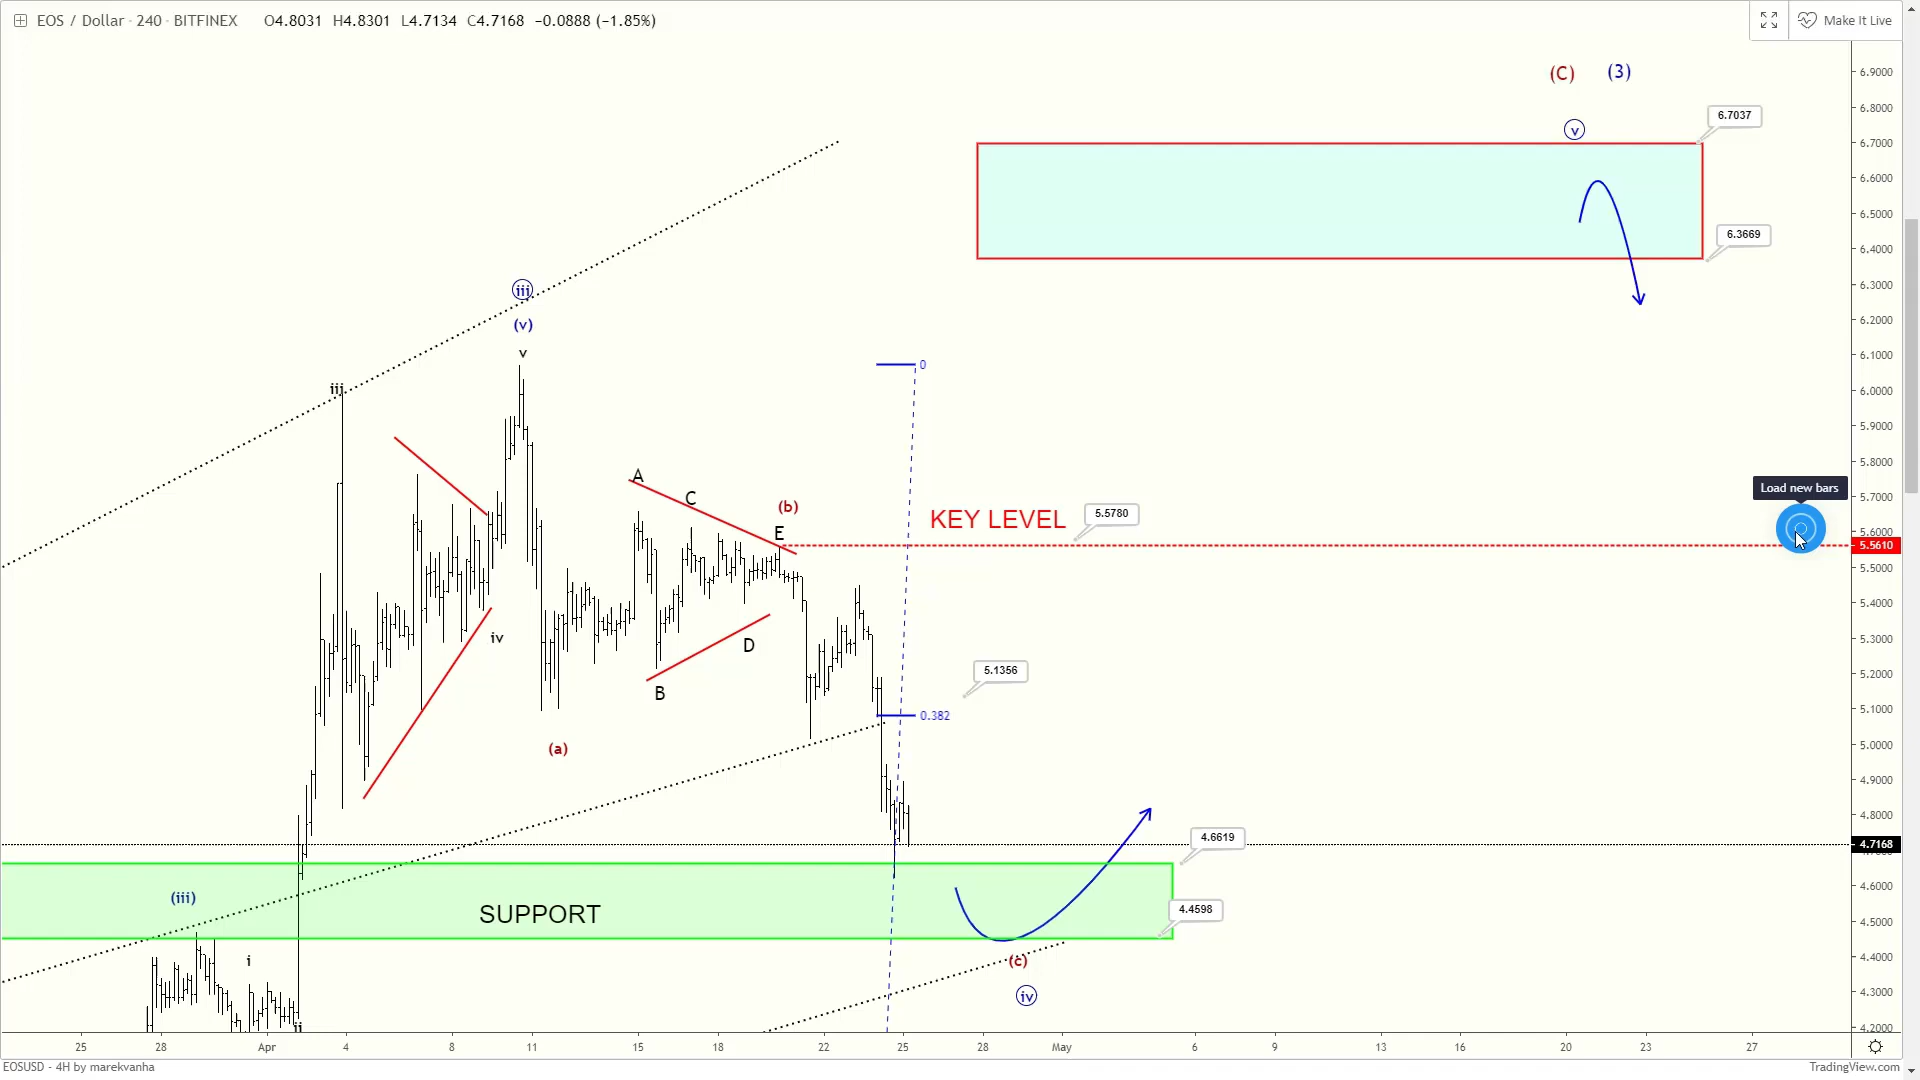 EOS / Dollar · 240 · BITFINEX O4.8031 H4.8301 L4.7134 C4.7168 −0.0888 (−1.85%)
Make It Live
(C) (3)
6.9000
6.8000
6.7037
v
6.7000
6.6000
6.5000
6.3669
6.4000
6.3000
iii
6.2000
(v)
v
6.1000
0
iii
6.0000
5.9000
5.8000
A
Load new bars
C
5.7000
(b)
KEY LEVEL
5.5780
E
5.6000
5.5610
5.5000
5.4000
iv
D
5.3000
5.1356
5.2000
B
5.1000
0.382
(a)
5.0000
4.9000
4.8000
4.6619
4.7168
4.6000
(iii)
SUPPORT
4.4598
4.5000
i
(c)
4.4000
iv
4.3000
ii
4.2000
25 28 Apr 4 8 11 15 18 22 25 28 May 6 9 13 16 20 23 27
EOSUSD - 4H by marekvanha
TradingView.com